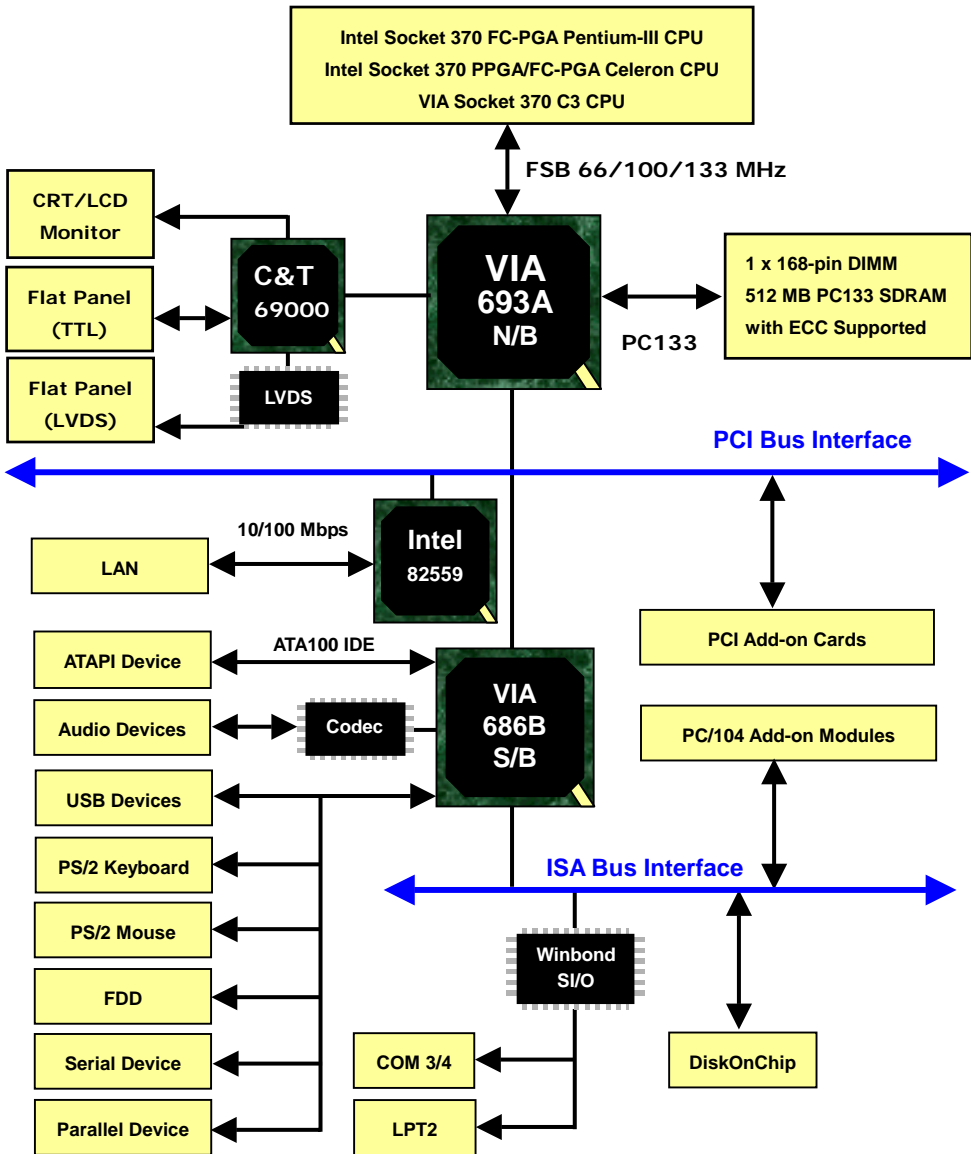 Intel Socket 370 FC-PGA Pentium-III CPU
Intel Socket 370 PPGA/FC-PGA Celeron CPU
VIA Socket 370 C3 CPU
FSB 66/100/133 MHz
CRT/LCD
Monitor
Flat Panel
(TTL)
Flat Panel
(LVDS)
C&T
69000
LVDS
VIA
693A
N/B
PC133
1 x 168-pin DIMM
512 MB PC133 SDRAM
with ECC Supported
PCI Bus Interface
10/100 Mbps
LAN
Intel
82559
PCI Add-on Cards
ATAPI Device
ATA100 IDE
Audio Devices
Codec
VIA
686B
S/B
PC/104 Add-on Modules
USB Devices
PS/2 Keyboard
PS/2 Mouse
FDD
Serial Device
Parallel Device
ISA Bus Interface
Winbond
SI/O
COM 3/4
LPT2
DiskOnChip